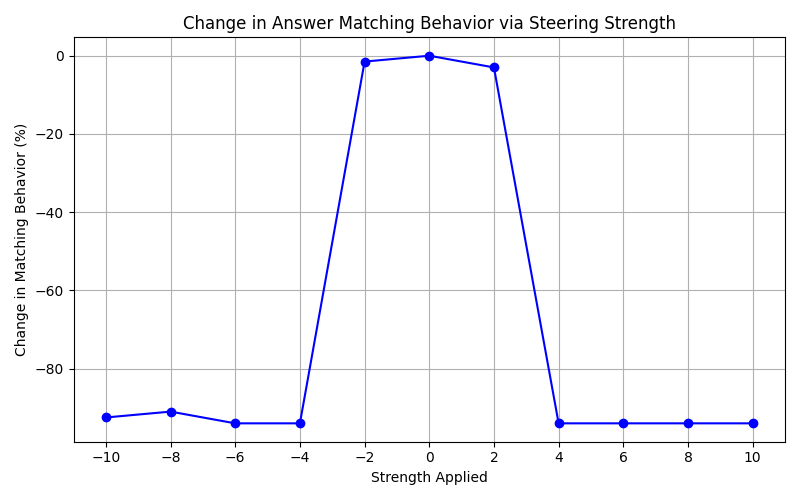 Change in Answer Matching Behavior via Steering Strength
Change in Matching Behavior (%)
0
−20
−40
−60
−80
−10 −8 −6 −4 −2 0 2 4 6 8 10
Strength Applied